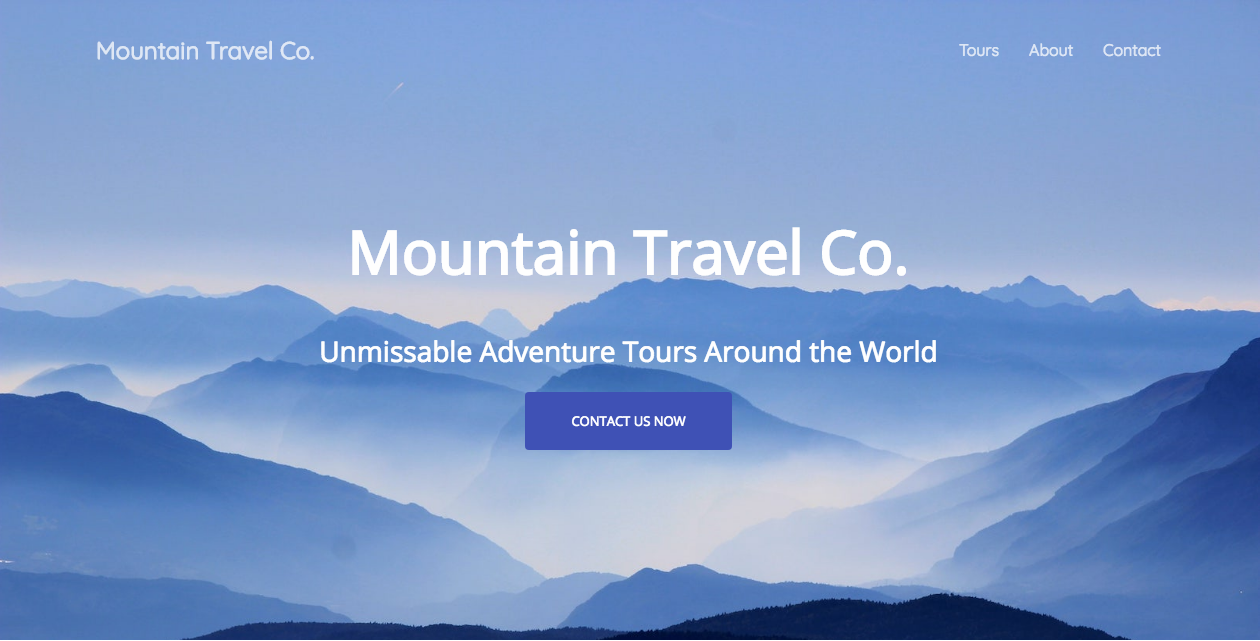 Mountain Travel Co.
Tours About Contact
Mountain Travel Co.
Unmissable Adventure Tours Around the World
CONTACT US NOW